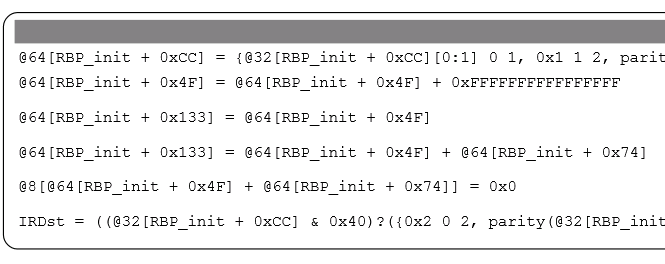 @64[RBP_init + 0xCC] = {@32[RBP_init + 0xCC][0:1] 0 1, 0x1 1 2, parit
@64[RBP_init + 0x4F] = @64[RBP_init + 0x4F] + 0xFFFFFFFFFFFFFFFF
@64[RBP_init + 0x133] = @64[RBP_init + 0x4F]
@64[RBP_init + 0x133] = @64[RBP_init + 0x4F] + @64[RBP_init + 0x74]
@8[@64[RBP_init + 0x4F] + @64[RBP_init + 0x74]] = 0x0
IRDst = ((@32[RBP_init + 0xCC] & 0x40)?({0x2 0 2, parity(@32[RBP_init